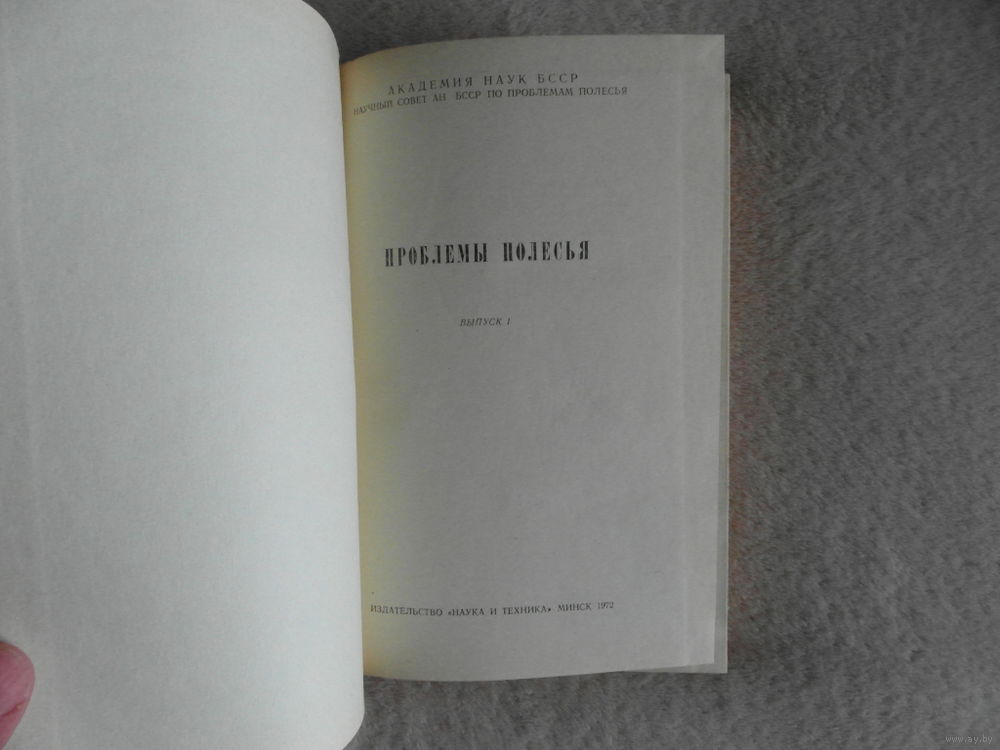 АКАДЕМИЯ НАУК БССР
НАУЧНЫЙ СОВЕТ АН БССР ПО ПРОБЛЕМАМ ПОЛЕСЬЯ
ПРОБЛЕМЫ ПОЛЕСЬЯ
ВЫПУСК 1
ИЗДАТЕЛЬСТВО «НАУКА И ТЕХНИКА» МИНСК 1972
www.ay.by